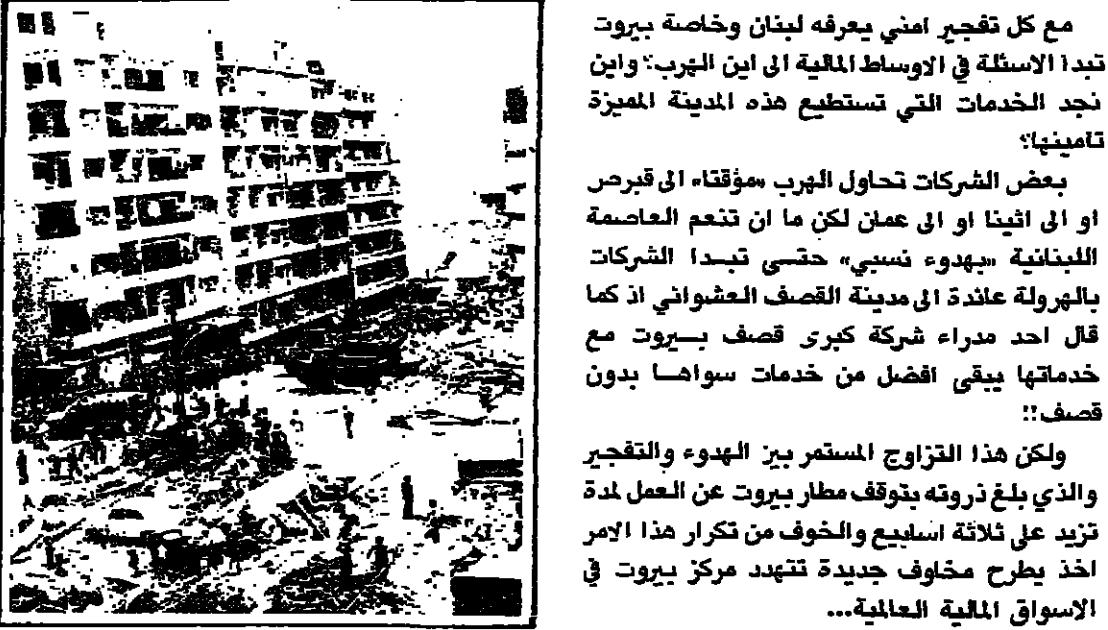 مع كل تفجير امني يعرفه لبنان وخاصة بيروت
تبدا الاسئلة في الاوساط المالية الى اين الهرب؟ واين
نجد الخدمات التي تستطيع هذه المدينة المميزة
تامينها؟
بعض الشركات تحاول الهرب «مؤقتا» الى قبرص
او الى اثينا او الى عمان لكن ما ان تنعم العاصمة
اللبنانية «بهدوء نسبي» حتى تبدا الشركات
بالهرولة عائدة الى مدينة القصف العشوائي اذ كما
قال احد مدراء شركة كبرى قصف بيروت مع
خدماتها يبقى افضل من خدمات سواها بدون
قصف!!
ولكن هذا التزاوج المستمر بين الهدوء والتفجير
والذي بلغ ذروته بتوقف مطار بيروت عن العمل لمدة
تزيد على ثلاثة اسابيع والخوف من تكرار هذا الامر
اخذ يطرح مخاوف جديدة تتهدد مركز بيروت في
الاسواق المالية العالمية...